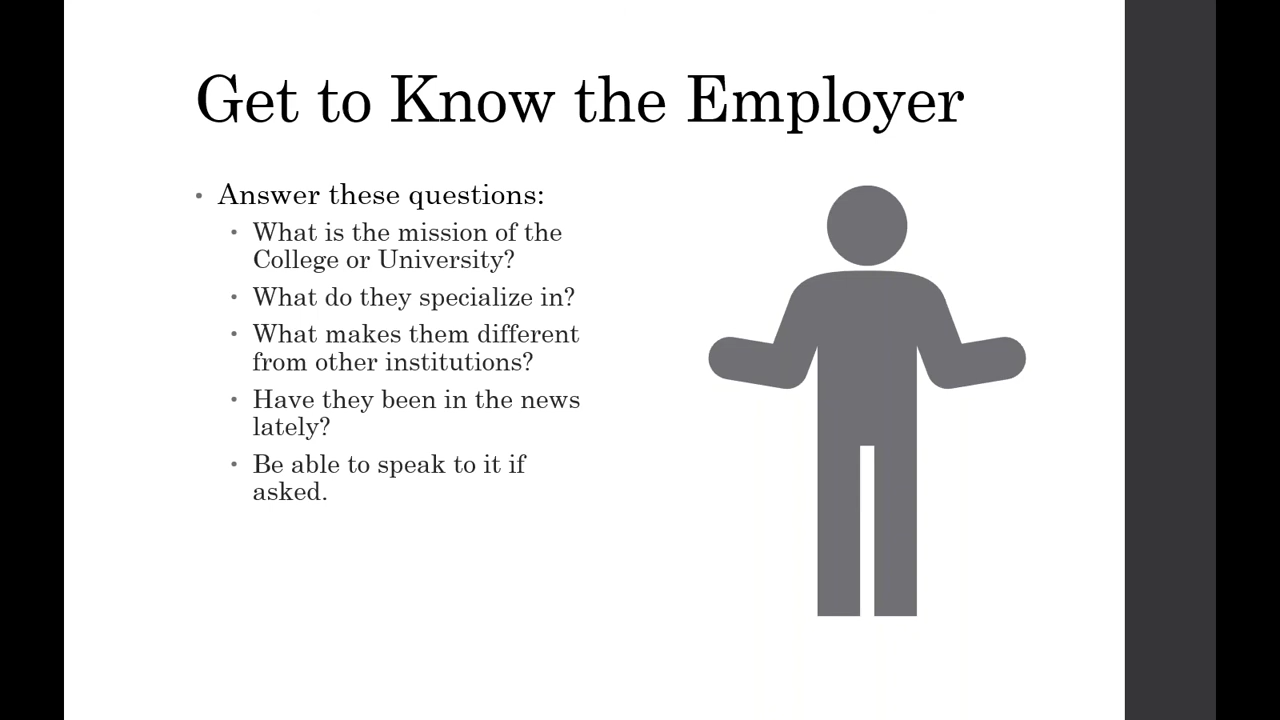 Get to Know the Employer
• Answer these questions:
• What is the mission of the
College or University?
• What do they specialize in?
• What makes them different
from other institutions?
• Have they been in the news
lately?
• Be able to speak to it if
asked.